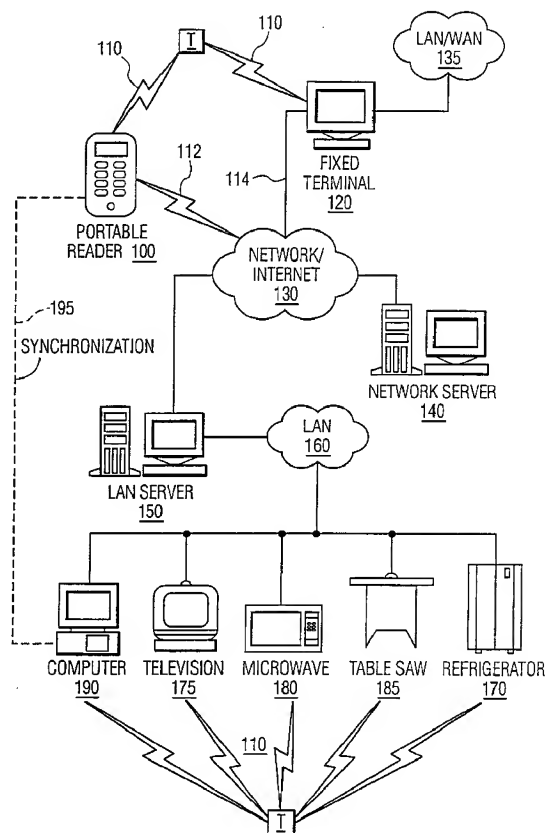 110
T
110
LAN/WAN
135
112
114
FIXED
TERMINAL
120
PORTABLE
READER 100
NETWORK/
INTERNET
130
195
SYNCHRONIZATION
NETWORK SERVER
140
LAN
160
LAN SERVER
150
COMPUTER
190
TELEVISION
175
MICROWAVE
180
TABLE SAW
185
REFRIGERATOR
170
110
T